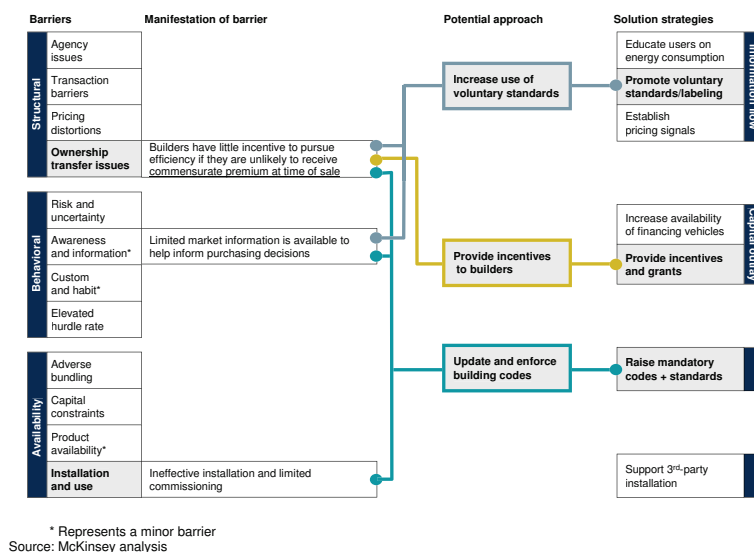 Barriers
Manifestation of barrier
Potential approach
Solution strategies
Structural
Agency
issues
Transaction
barriers
Pricing
distortions
Ownership
transfer issues
Builders have little incentive to pursue
efficiency if they are unlikely to receive
commensurate premium at time of sale
Behavioral
Risk and
uncertainty
Awareness
and information*
Limited market information is available to
help inform purchasing decisions
Custom
and habit*
Elevated
hurdle rate
Availability
Adverse
bundling
Capital
constraints
Product
availability*
Installation
and use
Ineffective installation and limited
commissioning
Increase use of
voluntary standards
Provide incentives
to builders
Update and enforce
building codes
Educate users on
energy consumption
Promote voluntary
standards/labeling
Establish
pricing signals
Information flow
Increase availability
of financing vehicles
Provide incentives
and grants
Capital outlay
Raise mandatory
codes + standards
Support 3rd-party
installation
* Represents a minor barrier
Source: McKinsey analysis